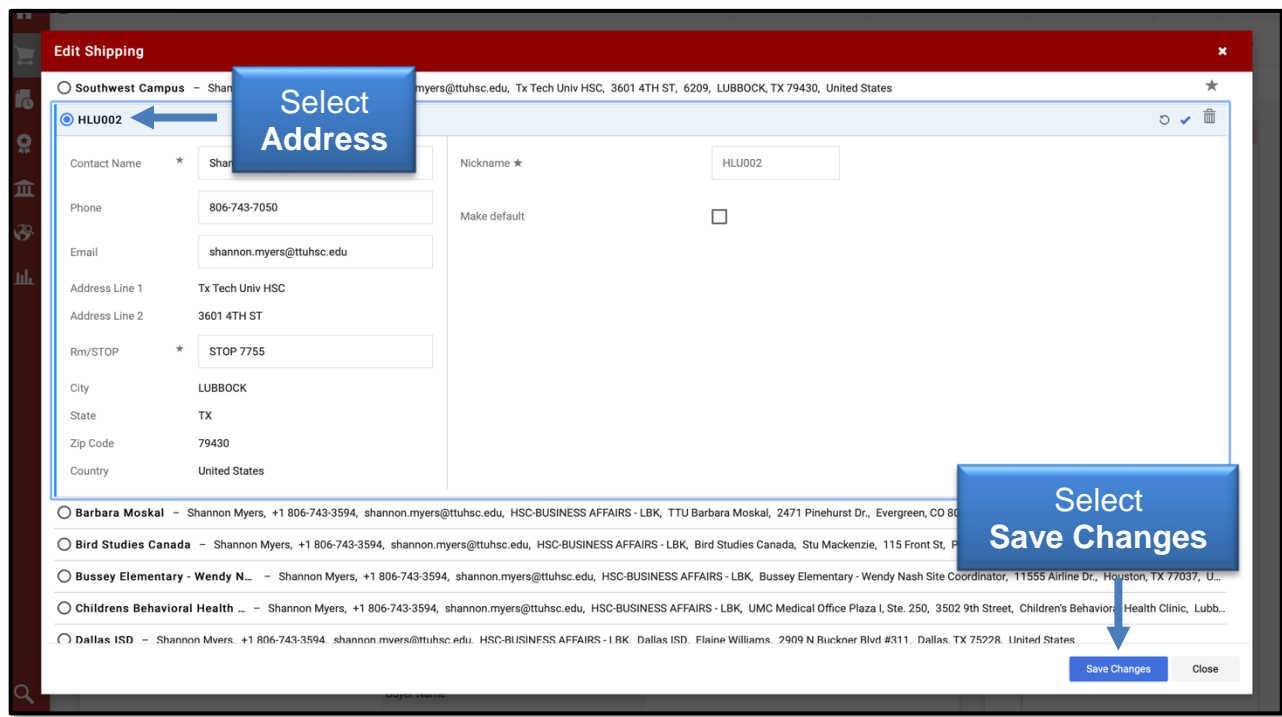 Edit Shipping
Southwest Campus – Shan myers@ttuhsc.edu, Tx Tech Univ HSC, 3601 4TH ST, 6209, LUBBOCK, TX 79430, United States
Select
Address
HLU002
Contact Name ★ Shan
Nickname ★ HLU002
Phone 806-743-7050
Make default
Email shannon.myers@ttuhsc.edu
Address Line 1 Tx Tech Univ HSC
Address Line 2 3601 4TH ST
Rm/STOP ★ STOP 7755
City LUBBOCK
State TX
Zip Code 79430
Country United States
Select
Save Changes
Barbara Moskal – Shannon Myers, +1 806-743-3594, shannon.myers@ttuhsc.edu, HSC-BUSINESS AFFAIRS - LBK, TTU Barbara Moskal, 2471 Pinehurst Dr., Evergreen, CO 80
Bird Studies Canada – Shannon Myers, +1 806-743-3594, shannon.myers@ttuhsc.edu, HSC-BUSINESS AFFAIRS - LBK, Bird Studies Canada, Stu Mackenzie, 115 Front St, P
Bussey Elementary - Wendy N... – Shannon Myers, +1 806-743-3594, shannon.myers@ttuhsc.edu, HSC-BUSINESS AFFAIRS - LBK, Bussey Elementary - Wendy Nash Site Coordinator, 11555 Airline Dr., Houston, TX 77037, U...
Childrens Behavioral Health ... – Shannon Myers, +1 806-743-3594, shannon.myers@ttuhsc.edu, HSC-BUSINESS AFFAIRS - LBK, UMC Medical Office Plaza I, Ste. 250, 3502 9th Street, Children's Behavioral Health Clinic, Lubb...
Dallas ISD – Shannon Myers, +1 806-743-3594, shannon.myers@ttuhsc.edu, HSC-BUSINESS AFFAIRS - LBK, Dallas ISD, Elaine Williams, 2909 N Buckner Blvd #311, Dallas, TX 75228, United States
Save Changes Close
Buyer Name